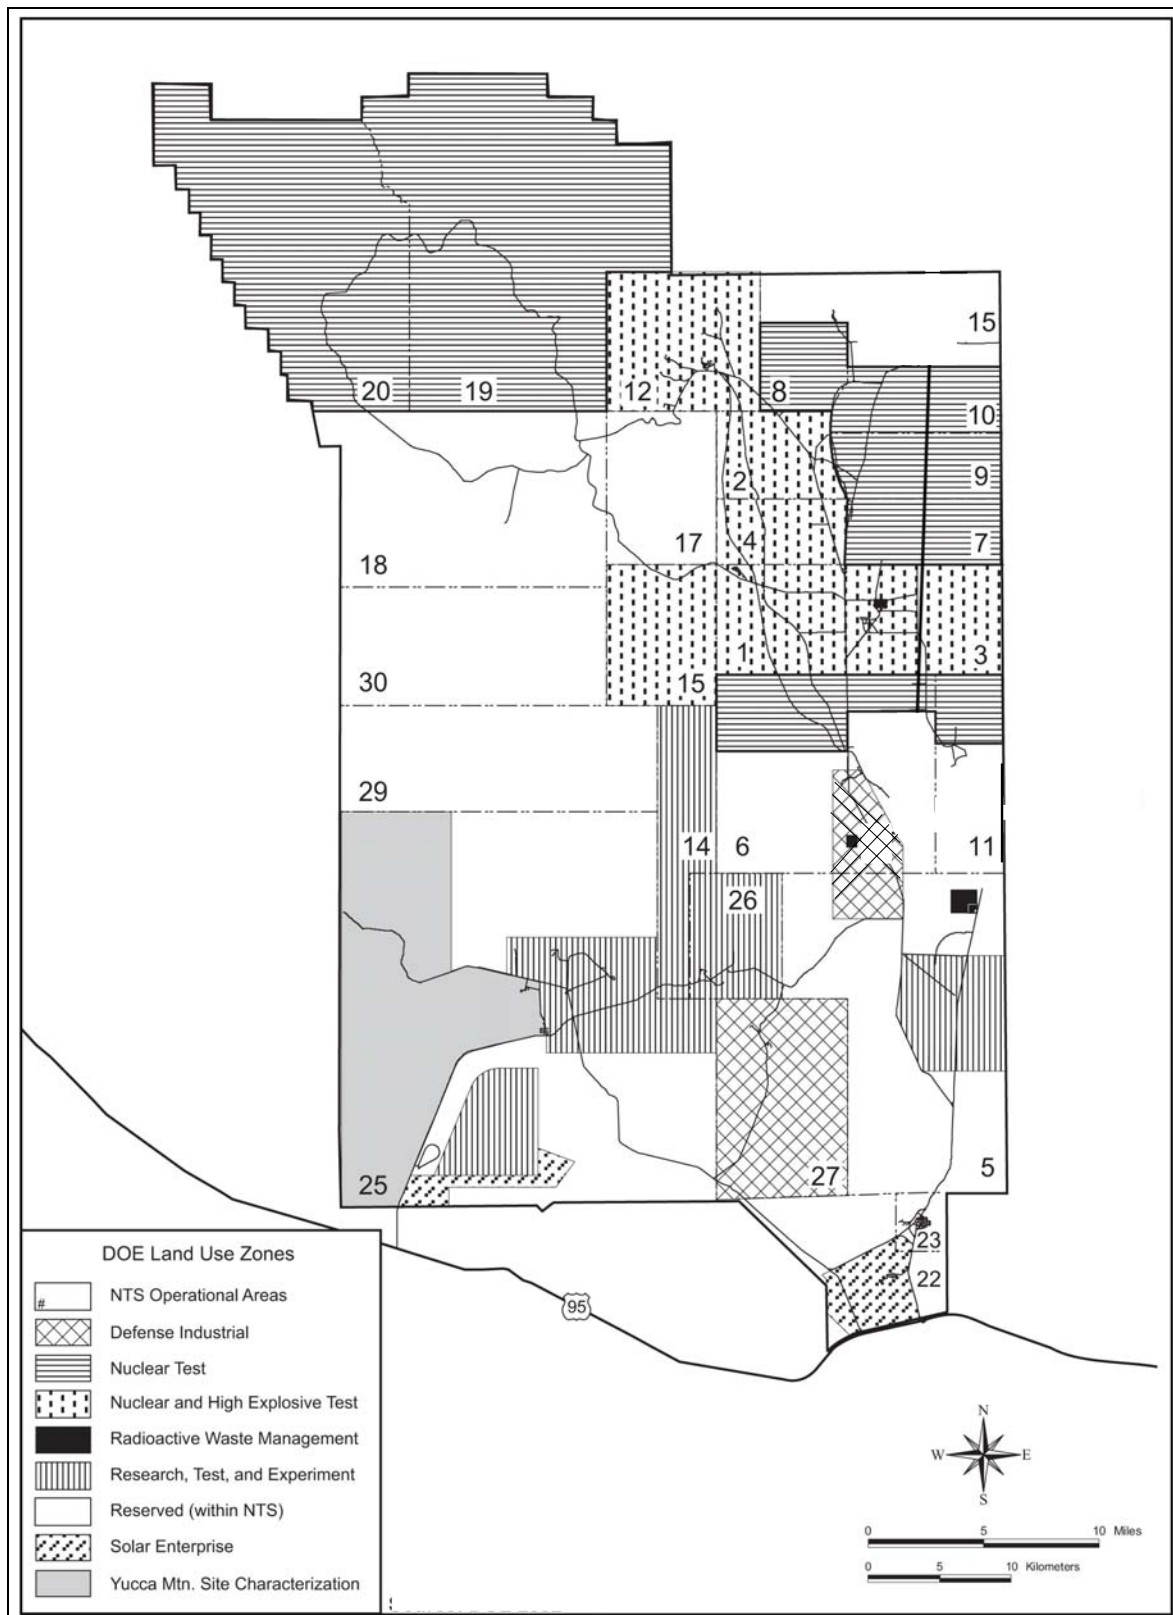 15
20
19
12
8
10
2
9
17
4
7
18
1
3
30
15
29
14
6
11
26
25
27
5
23
22
95
DOE Land Use Zones
# NTS Operational Areas
Defense Industrial
Nuclear Test
Nuclear and High Explosive Test
Radioactive Waste Management
Research, Test, and Experiment
Reserved (within NTS)
Solar Enterprise
Yucca Mtn. Site Characterization
N
W E
S
0 5 10 Miles
0 5 10 Kilometers